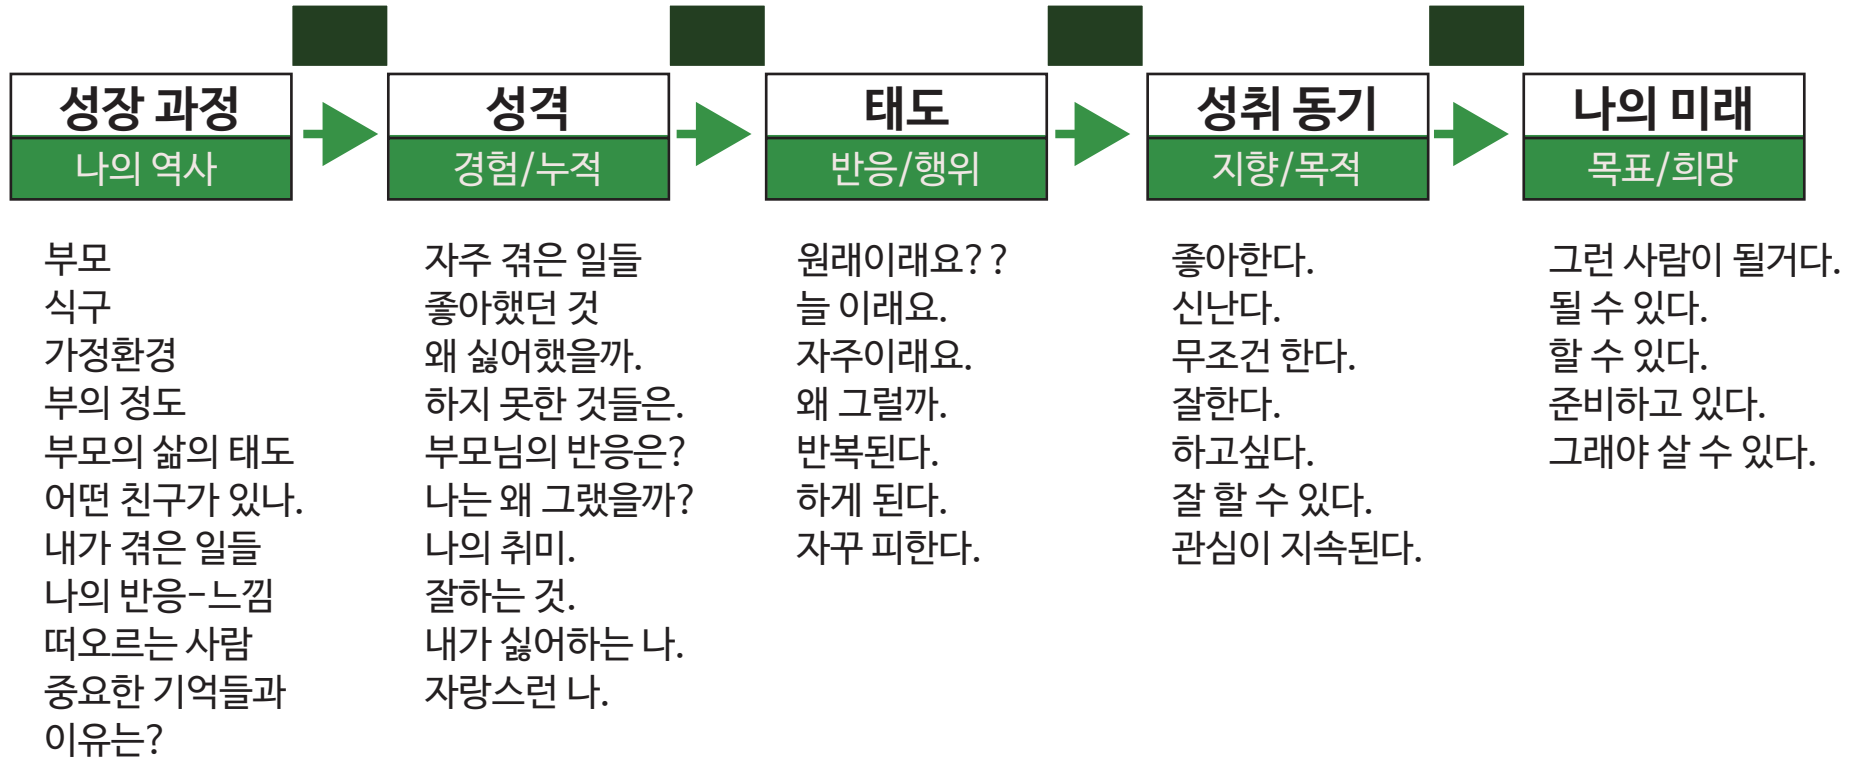 성장 과정
나의 역사
부모
식구
가정환경
부의 정도
부모의 삶의 태도
어떤 친구가 있나.
내가 겪은 일들
나의 반응-느낌
떠오르는 사람
중요한 기억들과
이유는?
성격
경험/누적
자주 겪은 일들
좋아했던 것
왜 싫어했을까.
하지 못한 것들은.
부모님의 반응은?
나는 왜 그랬을까?
나의 취미.
잘하는 것.
내가 싫어하는 나.
자랑스런 나.
태도
반응/행위
원래이래요??
늘 이래요.
자주이래요.
왜 그럴까.
반복된다.
하게 된다.
자꾸 피한다.
성취 동기
지향/목적
좋아한다.
신난다.
무조건 한다.
잘한다.
하고싶다.
잘 할 수 있다.
관심이 지속된다.
나의 미래
목표/희망
그런 사람이 될거다.
될 수 있다.
할 수 있다.
준비하고 있다.
그래야 살 수 있다.